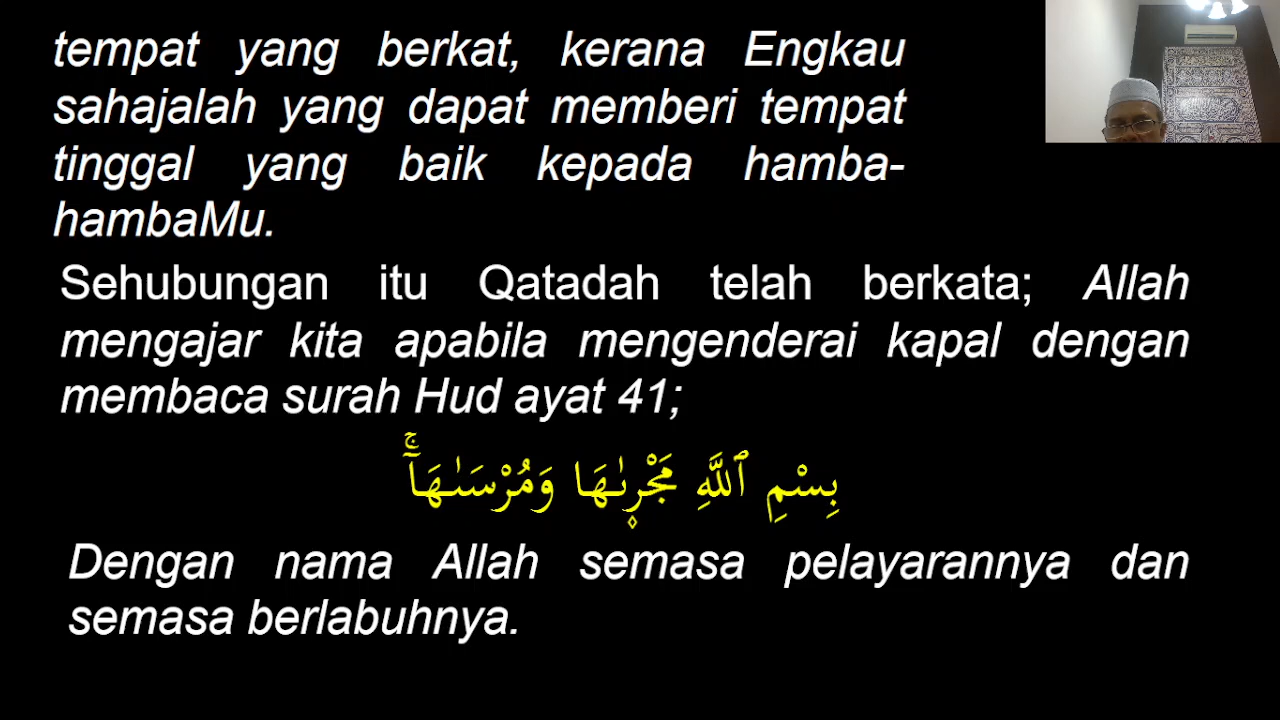 tempat yang berkat, kerana Engkau
sahajalah yang dapat memberi tempat
tinggal yang baik kepada hamba-
hambaMu.
Sehubungan itu Qatadah telah berkata; Allah
mengajar kita apabila mengenderai kapal dengan
membaca surah Hud ayat 41;
بِسْمِ ٱللَّهِ مَجْر۪ىٰهَا وَمُرْسَىٰهَآۚ
Dengan nama Allah semasa pelayarannya dan
semasa berlabuhnya.